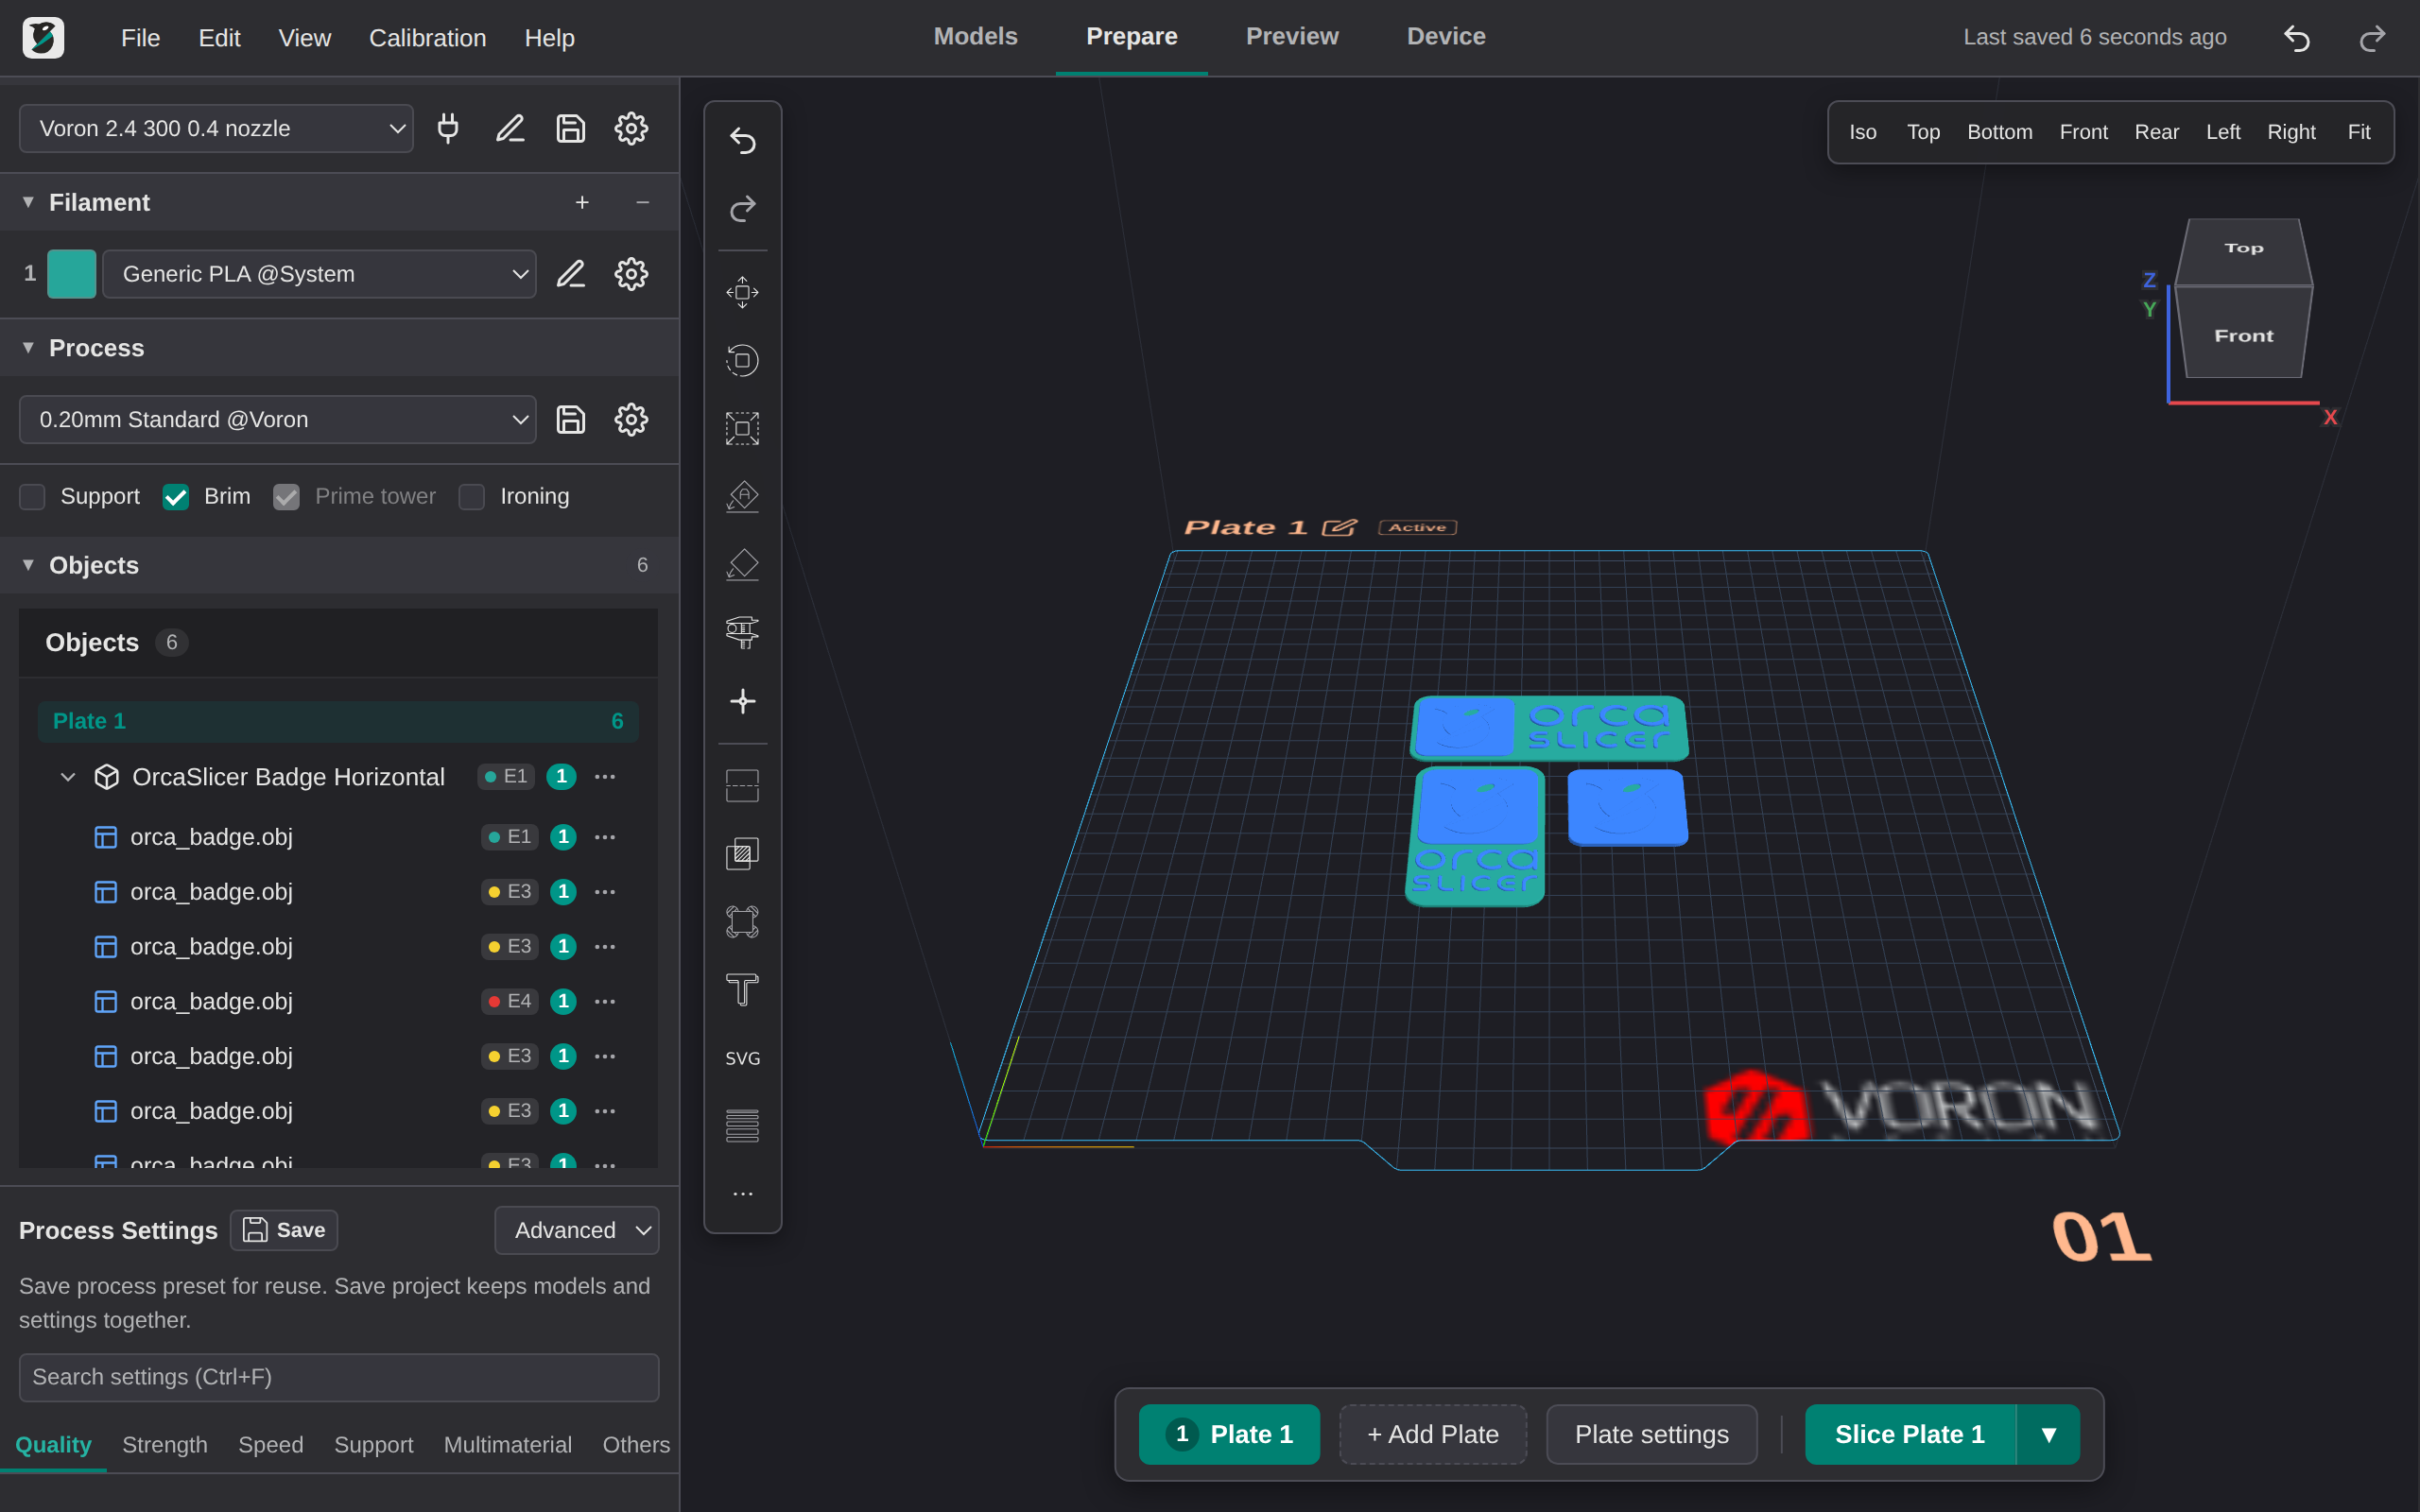 File Edit View Calibration Help
Models Prepare Preview Device
Last saved 6 seconds ago
Voron 2.4 300 0.4 nozzle
Filament + −
1 Generic PLA @System
Process
0.20mm Standard @Voron
Support Brim Prime tower Ironing
Objects 6
Objects 6
Plate 1 6
OrcaSlicer Badge Horizontal E1 1 ...
orca_badge.obj E1 1 ...
orca_badge.obj E3 1 ...
orca_badge.obj E3 1 ...
orca_badge.obj E4 1 ...
orca_badge.obj E3 1 ...
orca_badge.obj E3 1 ...
orca_badge.obj E3 1 ...
Process Settings Save Advanced
Save process preset for reuse. Save project keeps models and
settings together.
Search settings (Ctrl+F)
Quality Strength Speed Support Multimaterial Others
SVG
...
Iso Top Bottom Front Rear Left Right Fit
Top
Front
Z
Y
X
Plate 1 Active
orca
SLICER
orca
SLICER
VORON
01
1 Plate 1 + Add Plate Plate settings Slice Plate 1 ▼